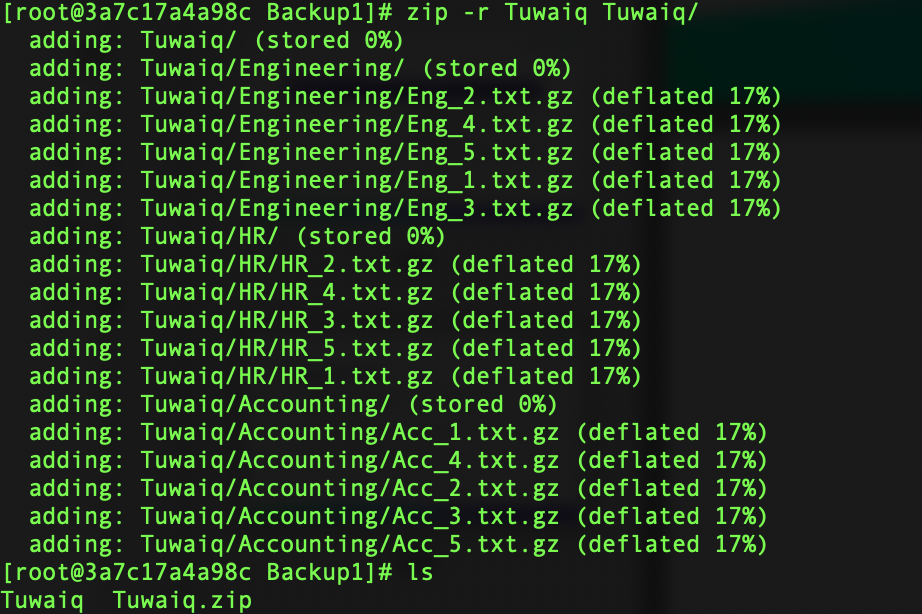 [root@3a7c17a4a98c Backup1]# zip -r Tuwaiq Tuwaiq/
  adding: Tuwaiq/ (stored 0%)
  adding: Tuwaiq/Engineering/ (stored 0%)
  adding: Tuwaiq/Engineering/Eng_2.txt.gz (deflated 17%)
  adding: Tuwaiq/Engineering/Eng_4.txt.gz (deflated 17%)
  adding: Tuwaiq/Engineering/Eng_5.txt.gz (deflated 17%)
  adding: Tuwaiq/Engineering/Eng_1.txt.gz (deflated 17%)
  adding: Tuwaiq/Engineering/Eng_3.txt.gz (deflated 17%)
  adding: Tuwaiq/HR/ (stored 0%)
  adding: Tuwaiq/HR/HR_2.txt.gz (deflated 17%)
  adding: Tuwaiq/HR/HR_4.txt.gz (deflated 17%)
  adding: Tuwaiq/HR/HR_3.txt.gz (deflated 17%)
  adding: Tuwaiq/HR/HR_5.txt.gz (deflated 17%)
  adding: Tuwaiq/HR/HR_1.txt.gz (deflated 17%)
  adding: Tuwaiq/Accounting/ (stored 0%)
  adding: Tuwaiq/Accounting/Acc_1.txt.gz (deflated 17%)
  adding: Tuwaiq/Accounting/Acc_4.txt.gz (deflated 17%)
  adding: Tuwaiq/Accounting/Acc_2.txt.gz (deflated 17%)
  adding: Tuwaiq/Accounting/Acc_3.txt.gz (deflated 17%)
  adding: Tuwaiq/Accounting/Acc_5.txt.gz (deflated 17%)
[root@3a7c17a4a98c Backup1]# ls
Tuwaiq  Tuwaiq.zip